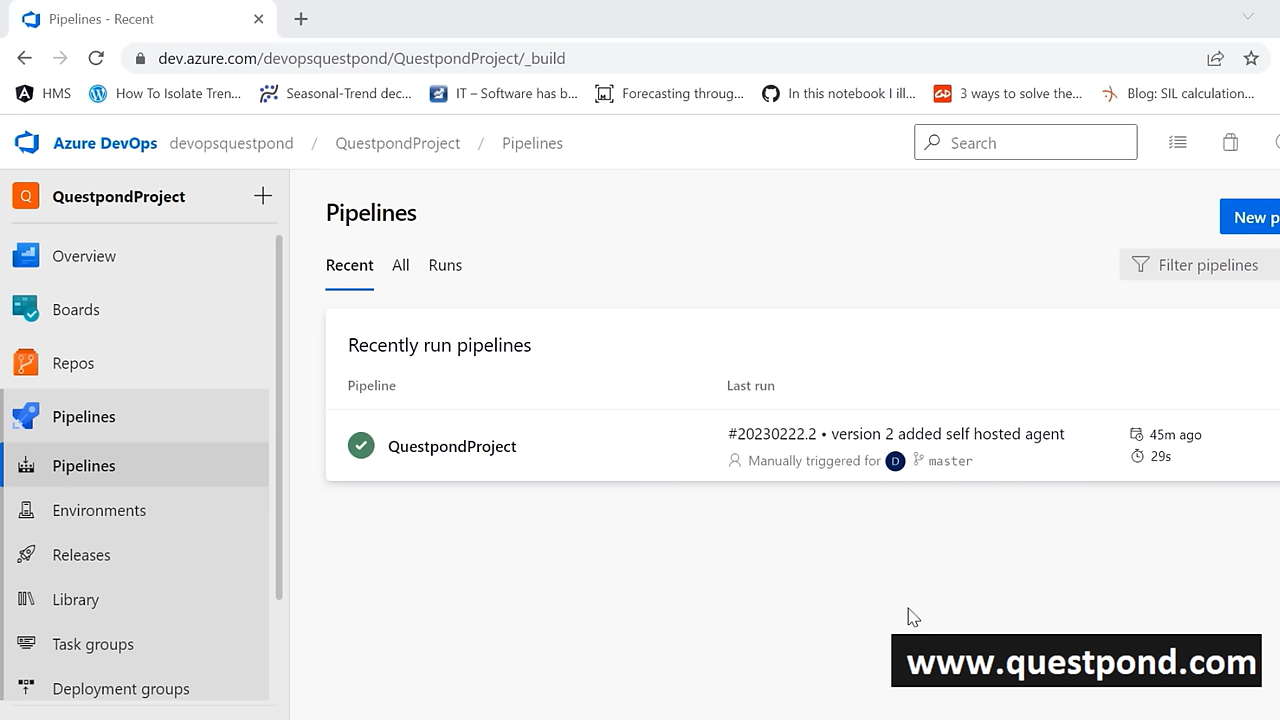 Pipelines - Recent
dev.azure.com/devopsquestpond/QuestpondProject/_build
HMS
How To Isolate Tren...
Seasonal-Trend dec...
IT – Software has b...
Forecasting throug...
In this notebook I ill...
3 ways to solve the...
Blog: SIL calculation...
Azure DevOps devopsquestpond / QuestpondProject / Pipelines
Search
Q QuestpondProject
Overview
Boards
Repos
Pipelines
Pipelines
Environments
Releases
Library
Task groups
Deployment groups
Pipelines
New p
Recent All Runs
Filter pipelines
Recently run pipelines
Pipeline Last run
QuestpondProject
#20230222.2 • version 2 added self hosted agent
Manually triggered for D master
45m ago
29s
www.questpond.com